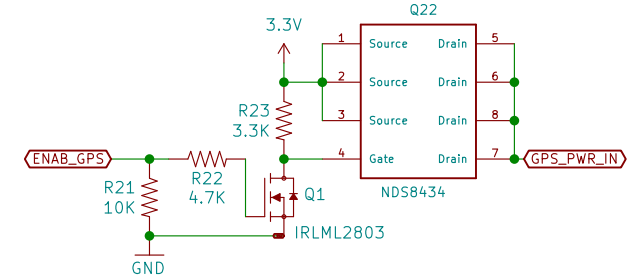 Q22
3.3V
1 Source Drain 5
2 Source Drain 6
R23
3.3K
3 Source Drain 8
ENAB_GPS
4 Gate Drain 7
GPS_PWR_IN
R22
4.7K
R21
10K
NDS8434
Q1
IRLML2803
GND